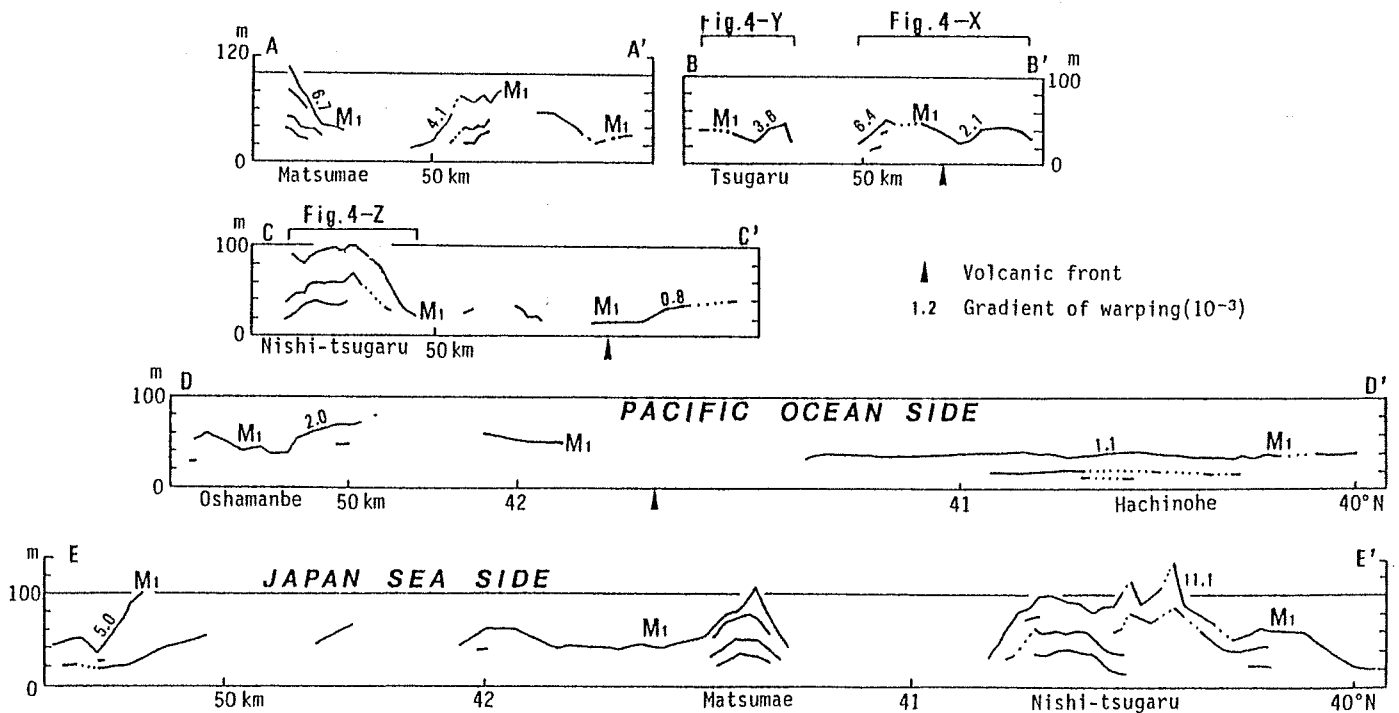 Fig.4-Y Fig.4-X
m A A' B B' m
120 100
6.7 M1 4.1 M1 M1 M1 3.8 6.4 M1 2.1
0 0
Matsumae 50 km Tsugaru 50 km
Fig.4-Z
m C C'
100
M1 M1 0.8
0
Nishi-tsugaru 50 km
Volcanic front
1.2 Gradient of warping(10⁻³)
m D D'
100
PACIFIC OCEAN SIDE
M1 2.0 M1 1.1 M1
0
Oshamanbe 50 km 42 41 Hachinohe 40°N
m E E'
JAPAN SEA SIDE
100
5.0 M1 M1 11.1 M1
0
50 km 42 Matsumae 41 Nishi-tsugaru 40°N